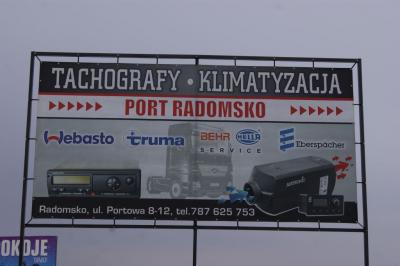 TACHOGRAFY • KLIMATYZACJA
PORT RADOMSKO
Webasto Truma BEHR HELLA SERVICE Eberspächer
Radomsko, ul. Portowa 8-12, tel.787 625 753
OKOJE